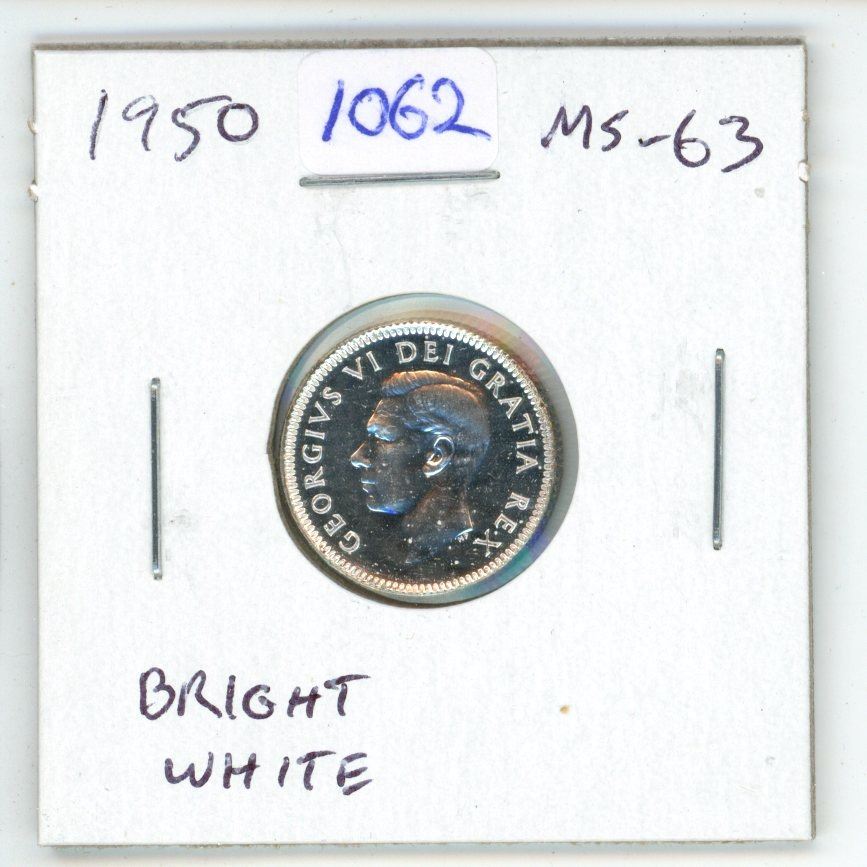 1950 1062 MS-63
GEORGIVS VI DEI GRATIA REX
BRIGHT
WHITE